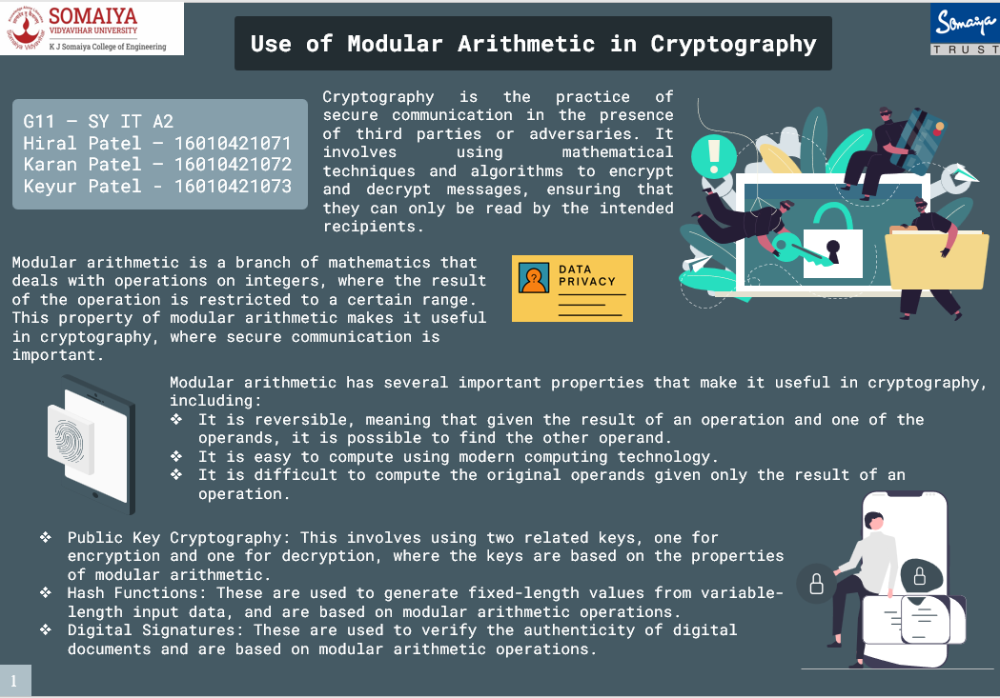 SOMAIYA
VIDYAVIHAR UNIVERSITY
K J Somaiya College of Engineering
Somaiya Vidyavihar
Use of Modular Arithmetic in Cryptography
Somaiya
TRUST
G11 – SY IT A2
Hiral Patel – 16010421071
Karan Patel – 16010421072
Keyur Patel - 16010421073
Cryptography is the practice of
secure communication in the presence
of third parties or adversaries. It
involves using mathematical
techniques and algorithms to encrypt
and decrypt messages, ensuring that
they can only be read by the intended
recipients.
Modular arithmetic is a branch of mathematics that
deals with operations on integers, where the result
of the operation is restricted to a certain range.
This property of modular arithmetic makes it useful
in cryptography, where secure communication is
important.
DATA
PRIVACY
Modular arithmetic has several important properties that make it useful in cryptography,
including:
❖ It is reversible, meaning that given the result of an operation and one of the
operands, it is possible to find the other operand.
❖ It is easy to compute using modern computing technology.
❖ It is difficult to compute the original operands given only the result of an
operation.
❖ Public Key Cryptography: This involves using two related keys, one for
encryption and one for decryption, where the keys are based on the properties
of modular arithmetic.
❖ Hash Functions: These are used to generate fixed-length values from variable-
length input data, and are based on modular arithmetic operations.
❖ Digital Signatures: These are used to verify the authenticity of digital
documents and are based on modular arithmetic operations.
1